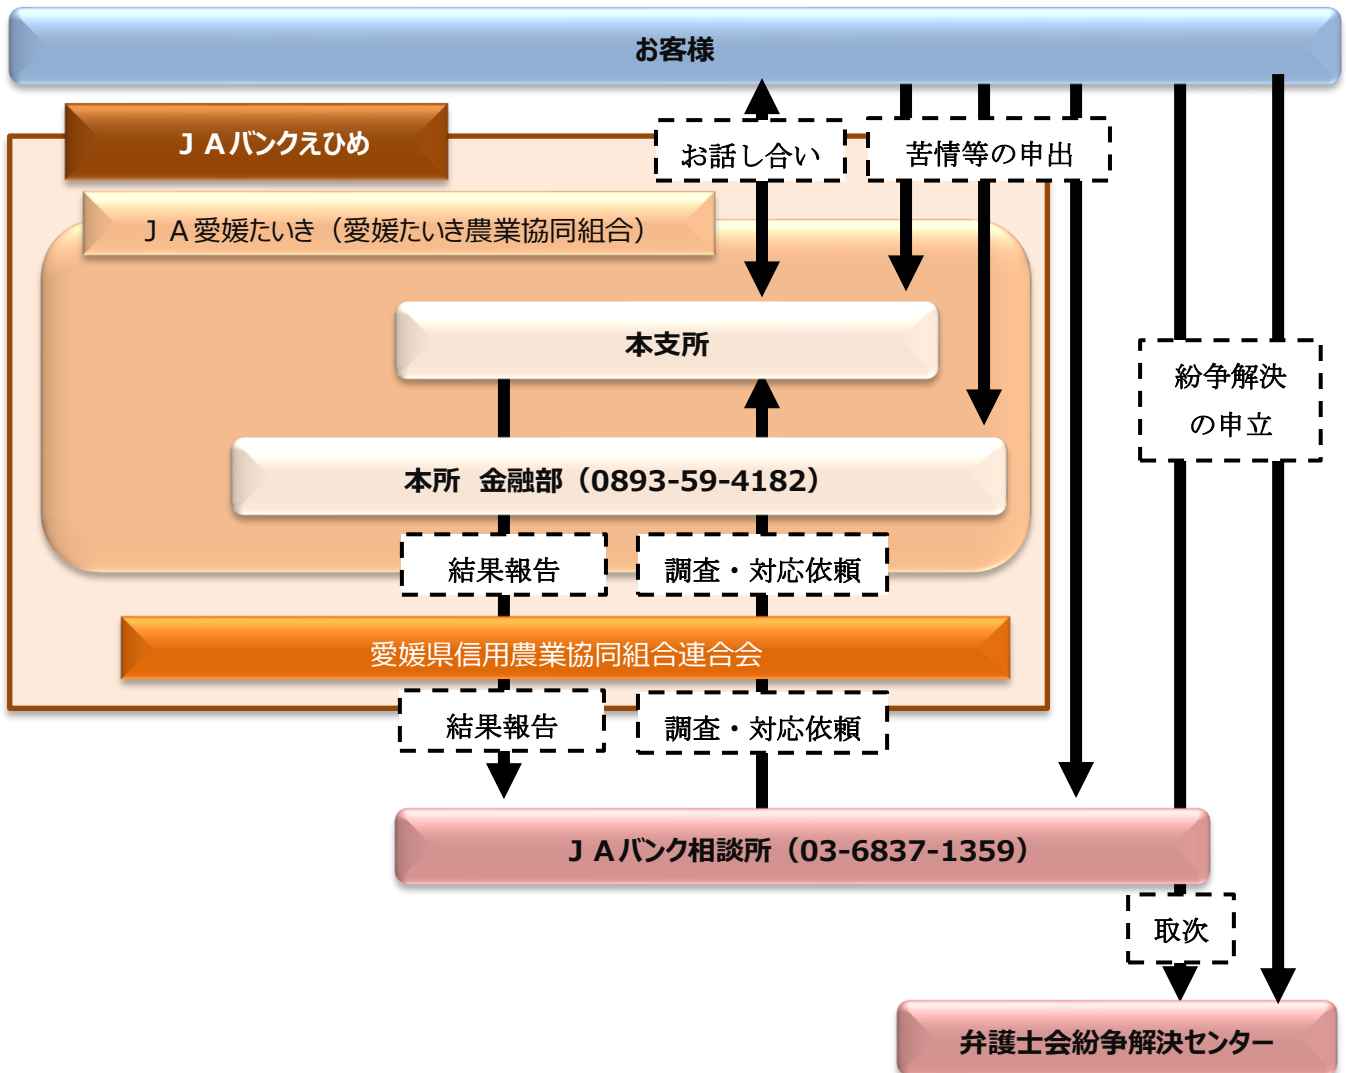 お客様
ＪＡバンクえひめ
お話し合い
苦情等の申出
ＪＡ愛媛たいき（愛媛たいき農業協同組合）
本支所
紛争解決
の申立
本所 金融部（0893-59-4182）
結果報告
調査・対応依頼
愛媛県信用農業協同組合連合会
結果報告
調査・対応依頼
ＪＡバンク相談所（03-6837-1359）
取次
弁護士会紛争解決センター